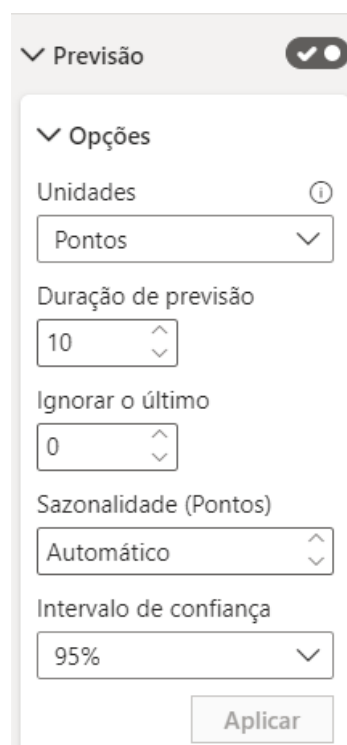 Previsão
Opções
Unidades
Pontos
Duração de previsão
10
Ignorar o último
0
Sazonalidade (Pontos)
Automático
Intervalo de confiança
95%
Aplicar